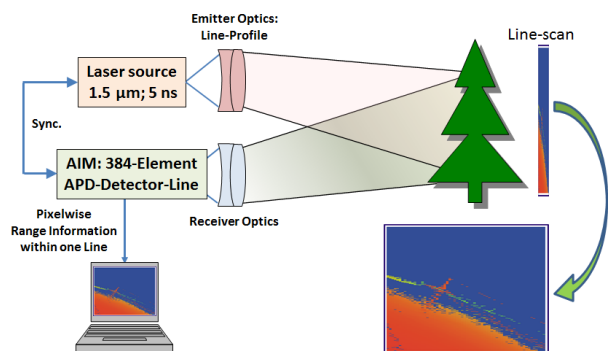 Emitter Optics:
Line-Profile
Line-scan
Laser source
1.5 µm; 5 ns
Sync.
AIM: 384-Element
APD-Detector-Line
Pixelwise
Range Information
within one Line
Receiver Optics